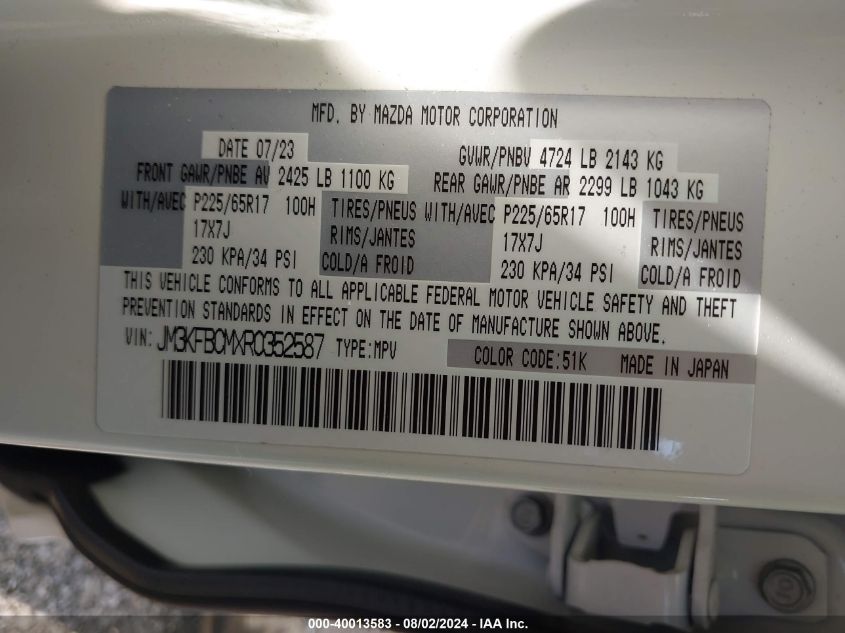 MFD. BY MAZDA MOTOR CORPORATION
DATE 07/23 GVWR/PNBV 4724 LB 2143 KG
FRONT GAWR/PNBE AV 2425 LB 1100 KG REAR GAWR/PNBE AR 2299 LB 1043 KG
WITH/AVEC P225/65R17 100H TIRES/PNEUS WITH/AVEC P225/65R17 100H TIRES/PNEUS
17X7J RIMS/JANTES 17X7J RIMS/JANTES
230 KPA/34 PSI COLD/A FROID 230 KPA/34 PSI COLD/A FROID
THIS VEHICLE CONFORMS TO ALL APPLICABLE FEDERAL MOTOR VEHICLE SAFETY AND THEFT
PREVENTION STANDARDS IN EFFECT ON THE DATE OF MANUFACTURE SHOWN ABOVE.
VIN: JM3KFBCMXR0352587 TYPE:MPV COLOR CODE:51K MADE IN JAPAN
000-40013583 - 08/02/2024 - IAA Inc.